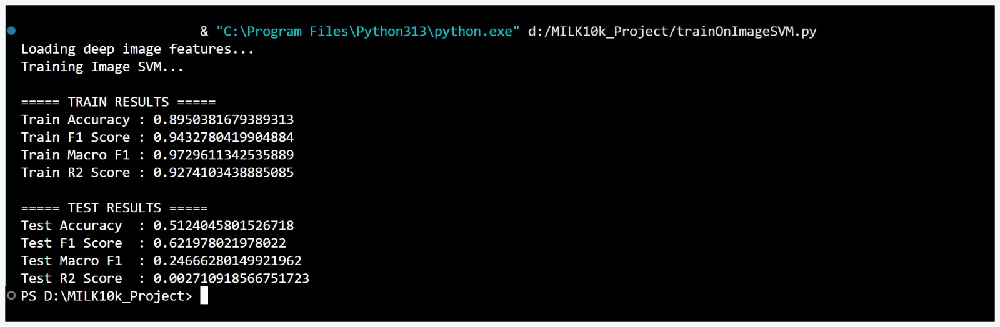 & "C:\Program Files\Python313\python.exe" d:/MILK10k_Project/trainOnImageSVM.py
Loading deep image features...
Training Image SVM...
===== TRAIN RESULTS =====
Train Accuracy : 0.8950381679389313
Train F1 Score : 0.9432780419904884
Train Macro F1 : 0.9729611342535889
Train R2 Score : 0.9274103438885085
===== TEST RESULTS =====
Test Accuracy  : 0.5124045801526718
Test F1 Score  : 0.621978021978022
Test Macro F1  : 0.24666280149921962
Test R2 Score  : 0.002710918566751723
PS D:\MILK10k_Project>